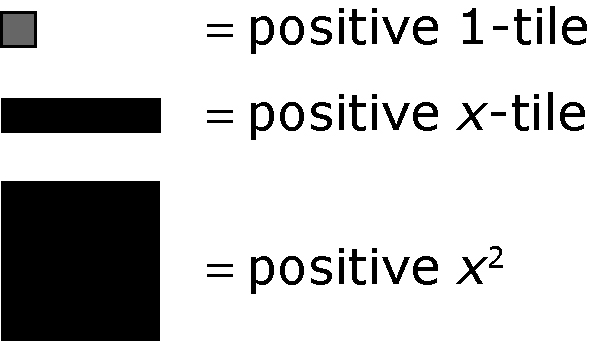 = positive 1-tile
= positive x-tile
= positive x²